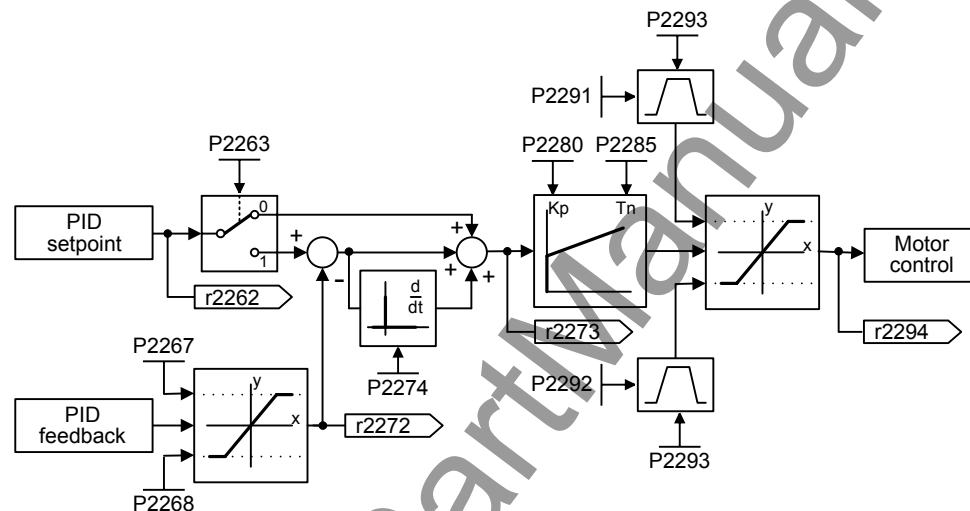 P2293
P2291
P2263
P2280 P2285
PID
setpoint
0
1
+
-
+
+
+
Kp Tn
y
x
Motor
control
r2262
d
dt
r2273
r2294
P2267
P2274
P2292
PID
feedback
y
x
r2272
P2293
P2268
artManual